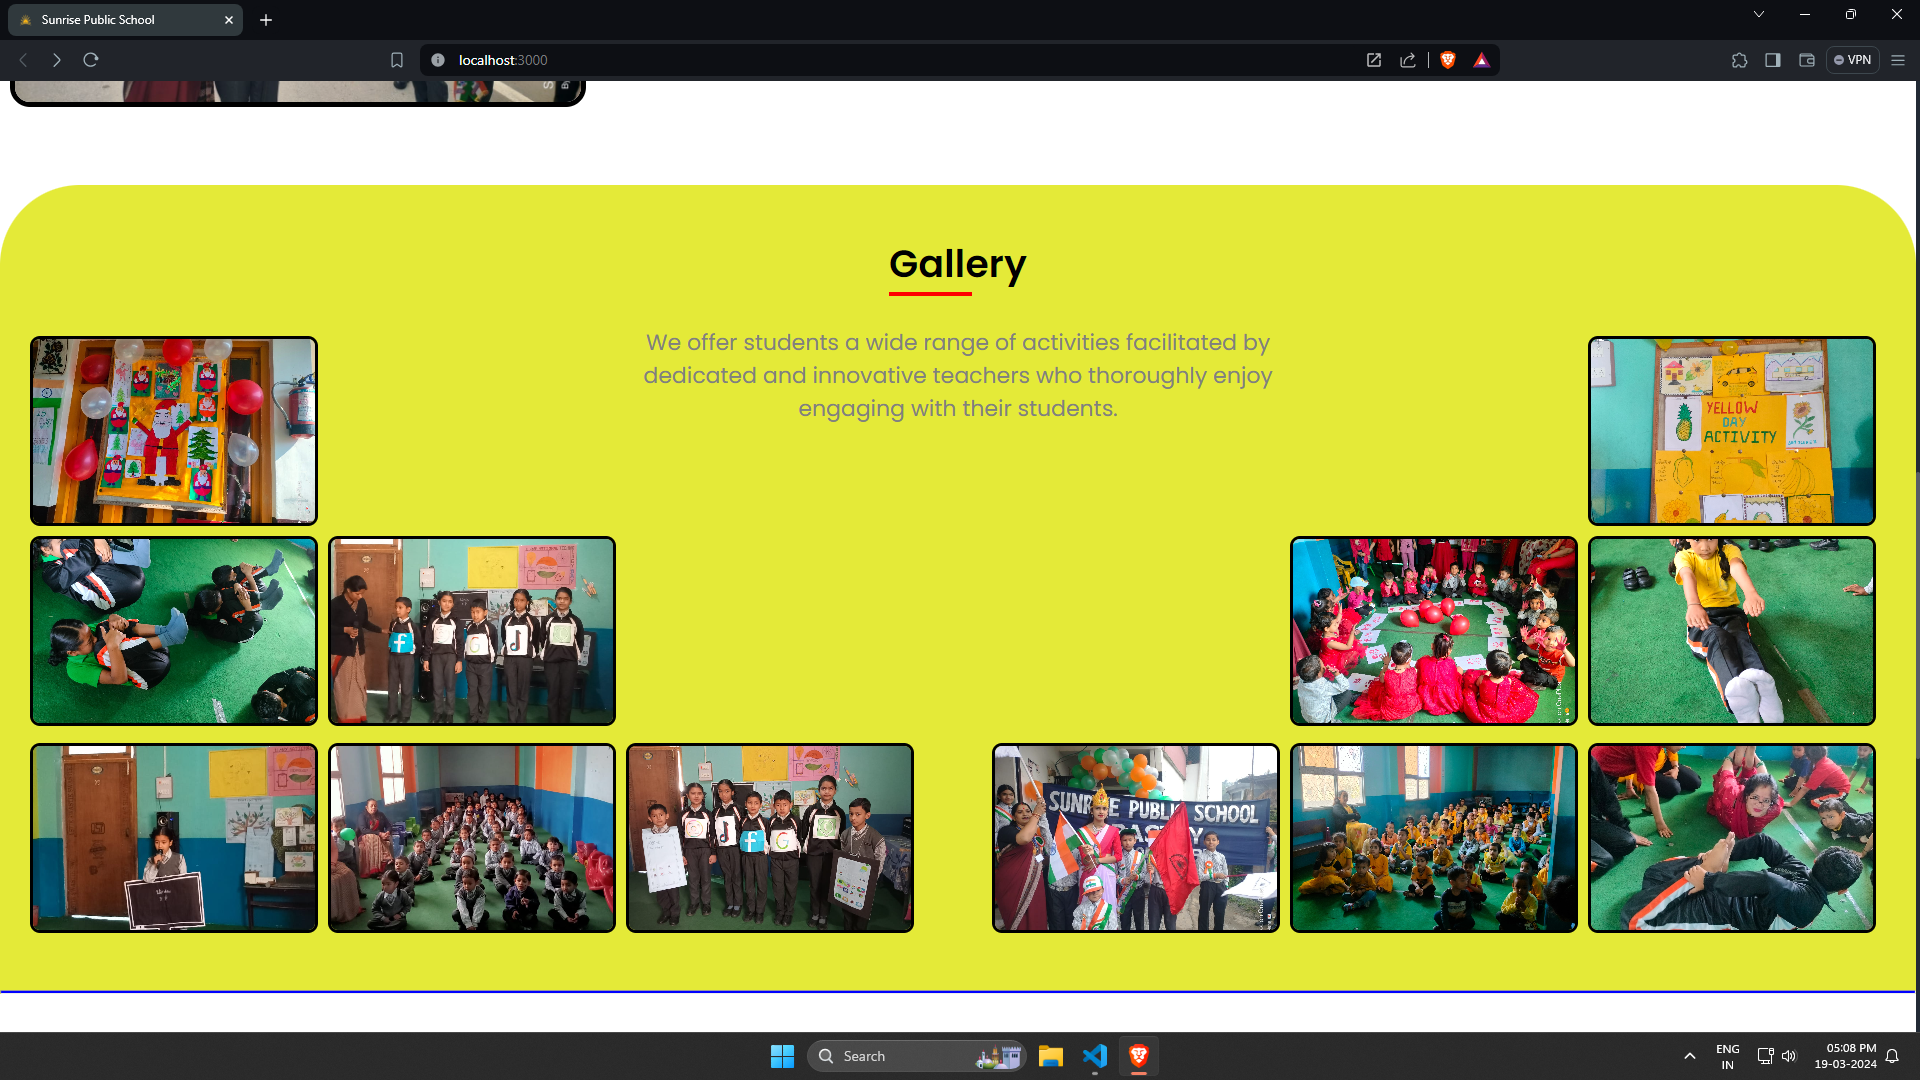 Sunrise Public School
localhost:3000
VPN
Gallery
We offer students a wide range of activities facilitated by
dedicated and innovative teachers who thoroughly enjoy
engaging with their students.
YELLOW
DAY
ACTIVITY
SUNRISE PUBLIC SCHOOL
Search
ENG
IN
05:08 PM
19-03-2024